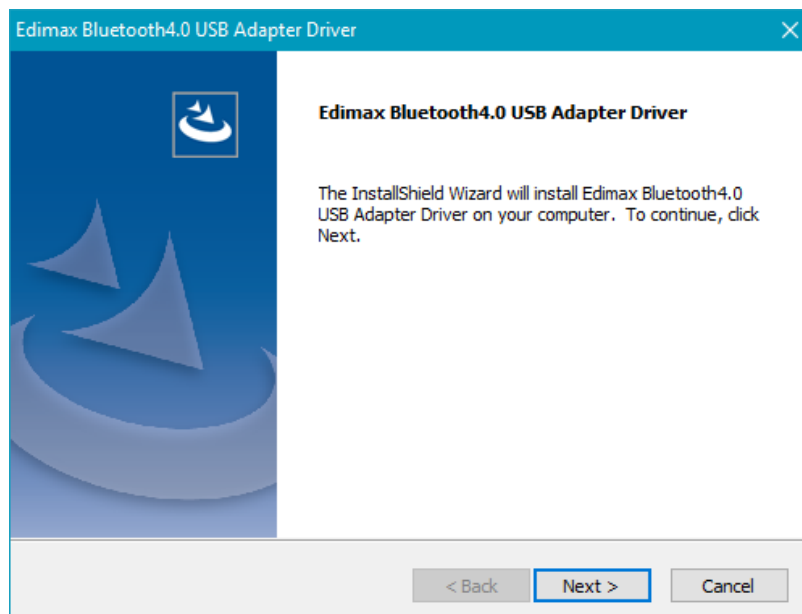 Edimax Bluetooth4.0 USB Adapter Driver
Edimax Bluetooth4.0 USB Adapter Driver
The InstallShield Wizard will install Edimax Bluetooth4.0
USB Adapter Driver on your computer.  To continue, click
Next.
< Back
Next >
Cancel